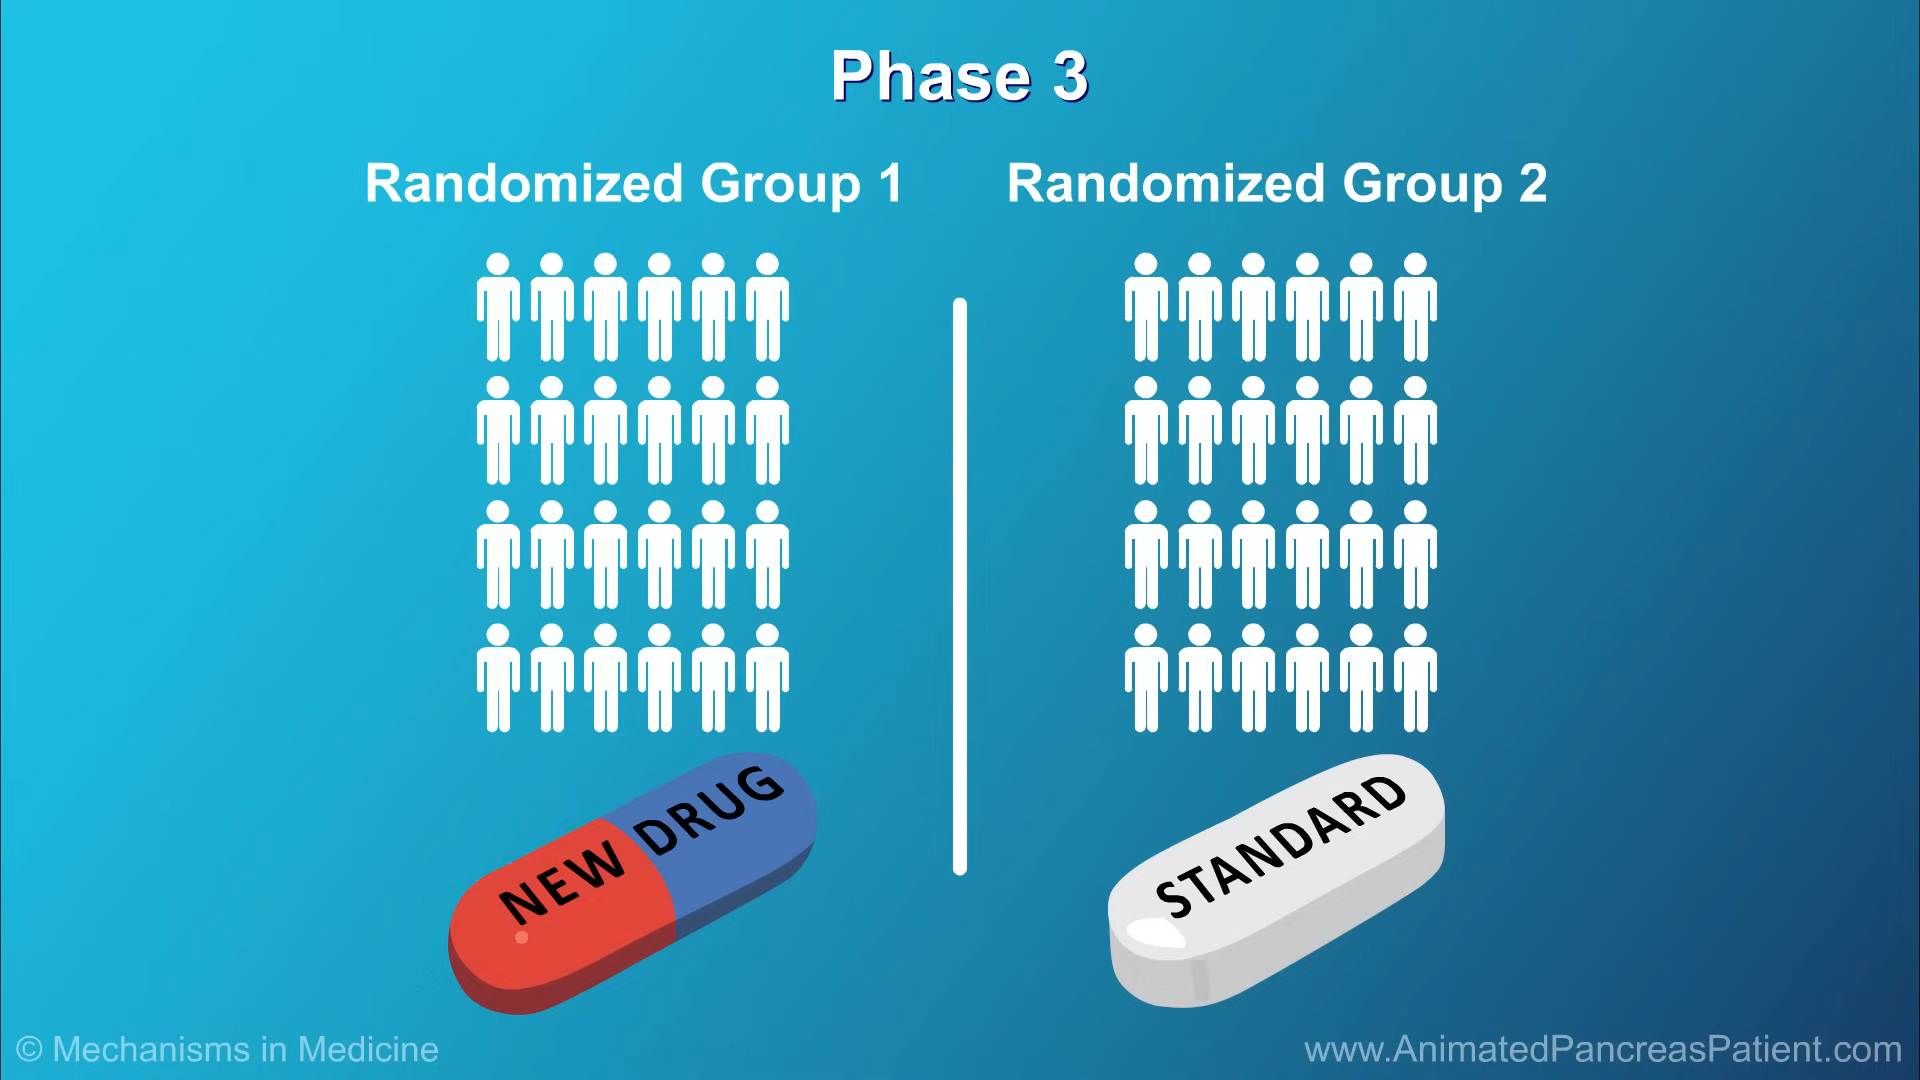 Phase 3
Randomized Group 1
Randomized Group 2
NEW DRUG
STANDARD
© Mechanisms in Medicine
www.AnimatedPancreasPatient.com